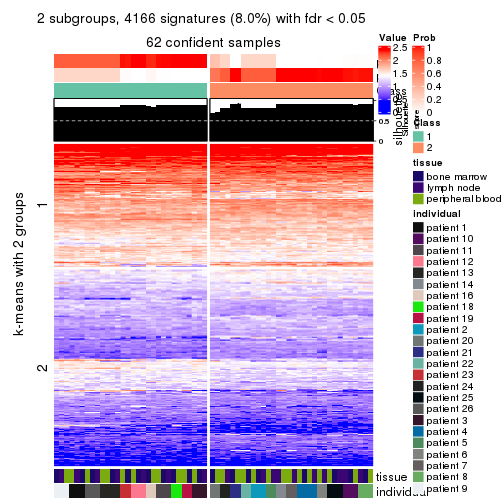 2 subgroups, 4166 signatures (8.0%) with fdr < 0.05
62 confident samples
k-means with 2 groups
1
2
0.5
silhouette
score
tissue
individual
Value
2.5
2
1.5
1
0.5
Prob
1
0.8
0.6
0.4
0.2
0
Class
1
2
tissue
bone marrow
lymph node
peripheral blood
individual
patient 1
patient 10
patient 11
patient 12
patient 13
patient 14
patient 16
patient 18
patient 19
patient 2
patient 20
patient 21
patient 22
patient 23
patient 24
patient 25
patient 26
patient 3
patient 4
patient 5
patient 6
patient 7
patient 8
patient 9